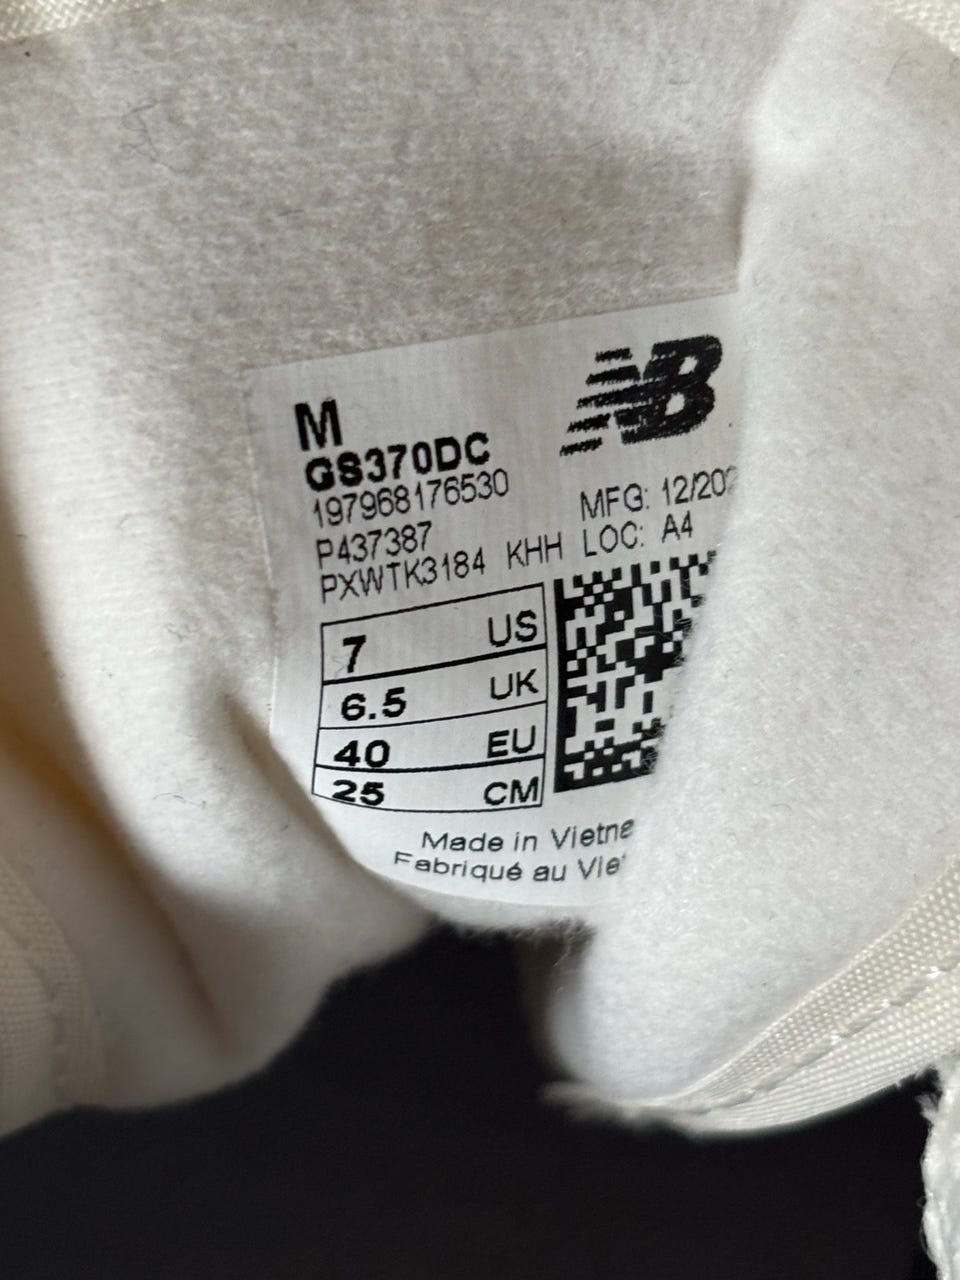 NB
M
GS370DC
197968176530
MFG: 12/202
P437387
PXWTK3184 KHH LOC: A4
7 US
6.5 UK
40 EU
25 CM
Made in Vietna
Fabriqué au Vie